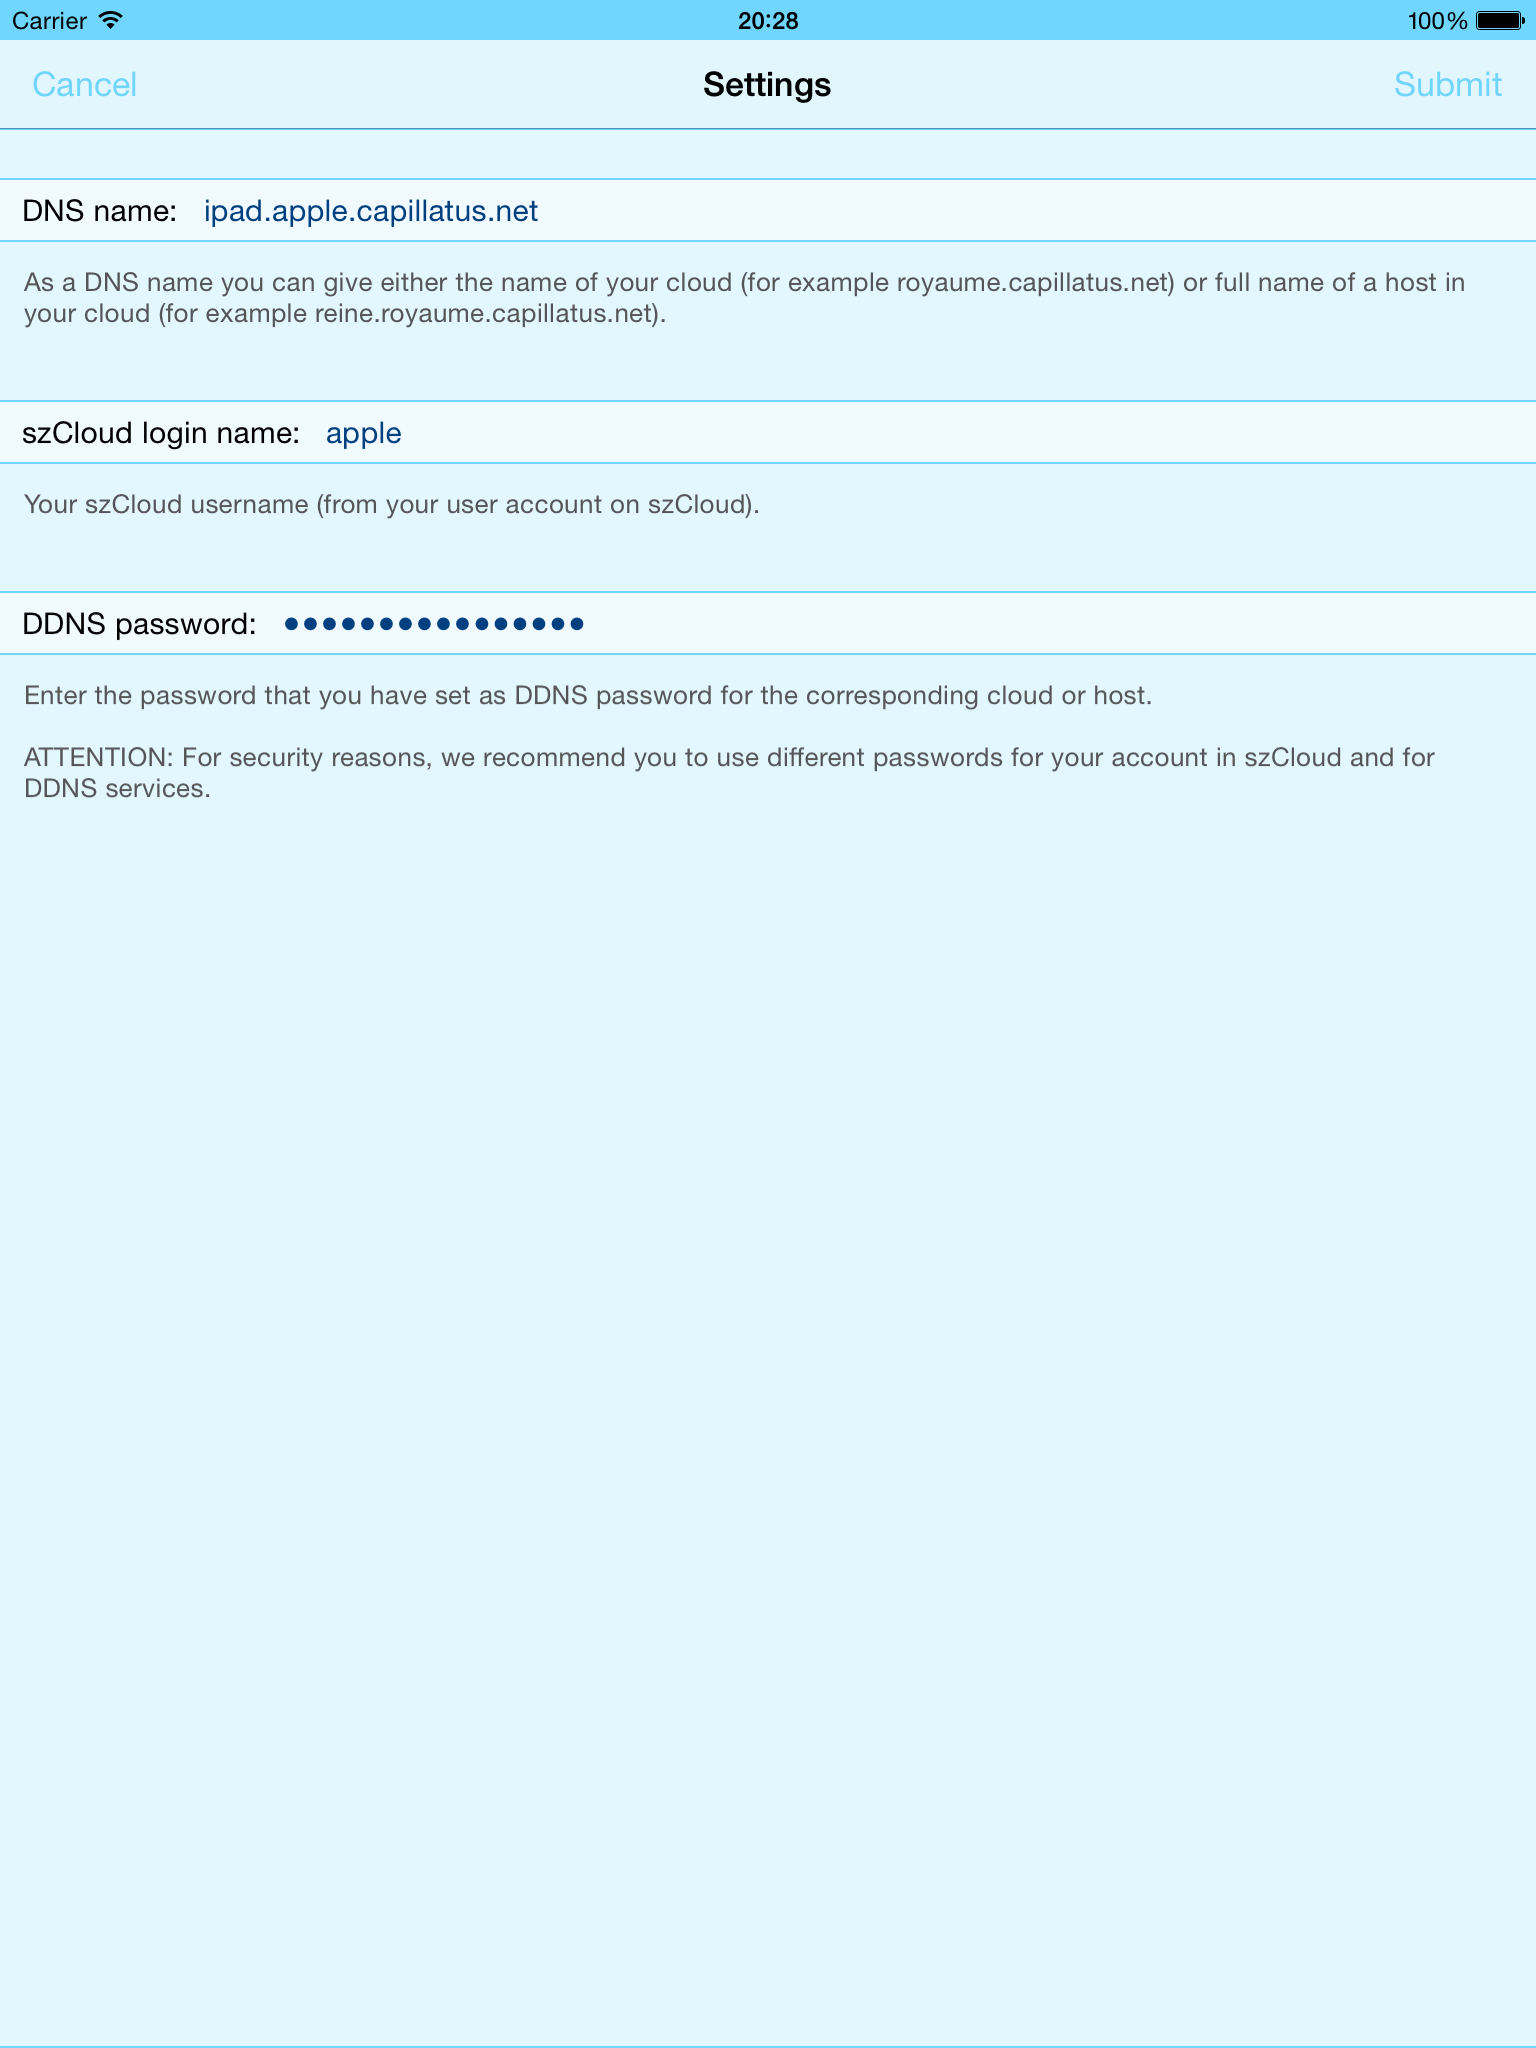 Carrier 20:28 100%
Cancel Settings Submit
DNS name: ipad.apple.capillatus.net
As a DNS name you can give either the name of your cloud (for example royaume.capillatus.net) or full name of a host in
your cloud (for example reine.royaume.capillatus.net).
szCloud login name: apple
Your szCloud username (from your user account on szCloud).
DDNS password: ••••••••••••••••
Enter the password that you have set as DDNS password for the corresponding cloud or host.
ATTENTION: For security reasons, we recommend you to use different passwords for your account in szCloud and for
DDNS services.